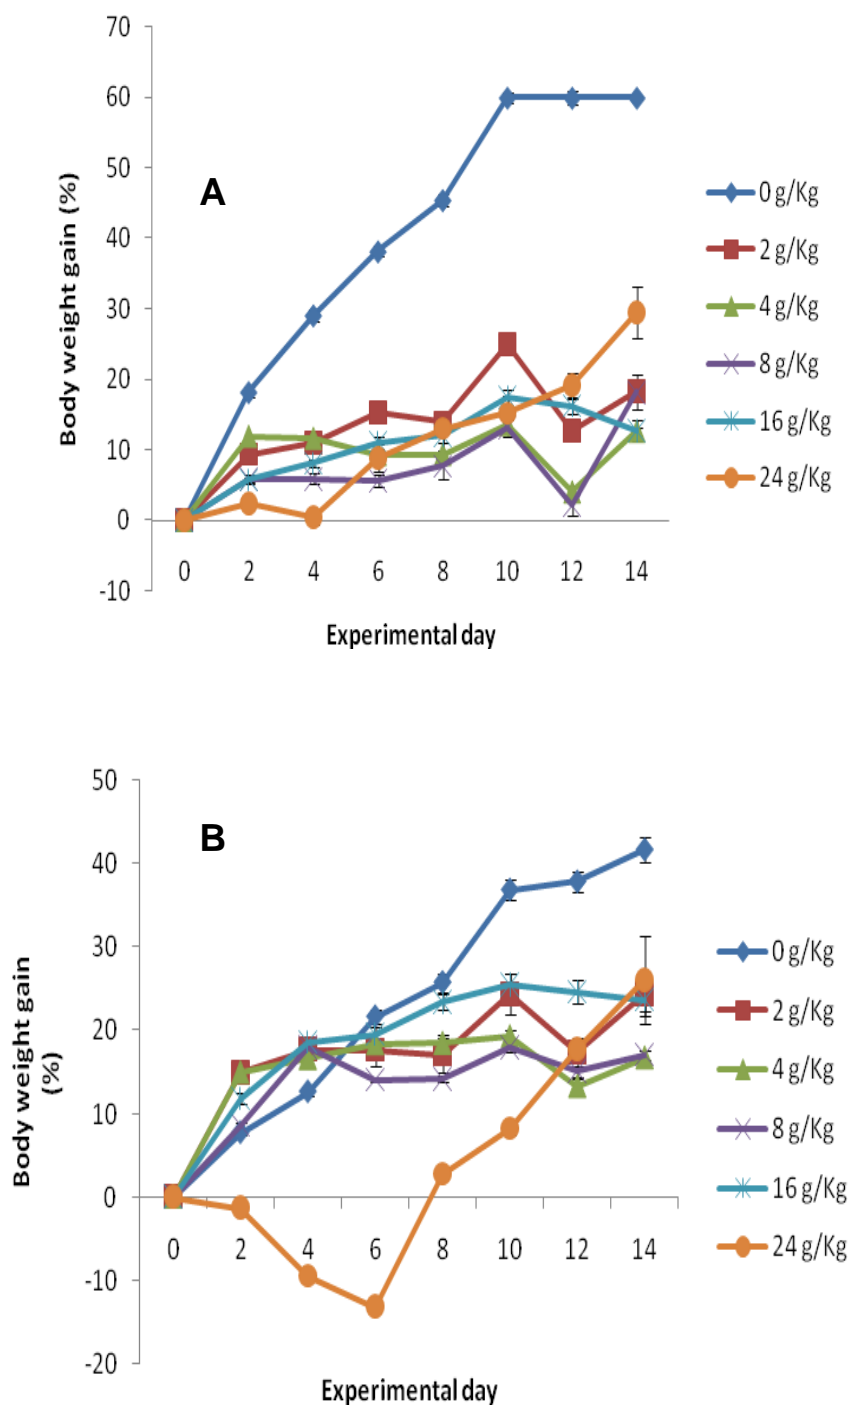 70
60
50
40
30
20
10
0
-10
Body weight gain (%)
A
0 2 4 6 8 10 12 14
Experimental day
0 g/Kg
2 g/Kg
4 g/Kg
8 g/Kg
16 g/Kg
24 g/Kg
50
40
30
20
10
0
-10
-20
Body weight gain
(%)
B
0 2 4 6 8 10 12 14
Experimental day
0 g/Kg
2 g/Kg
4 g/Kg
8 g/Kg
16 g/Kg
24 g/Kg